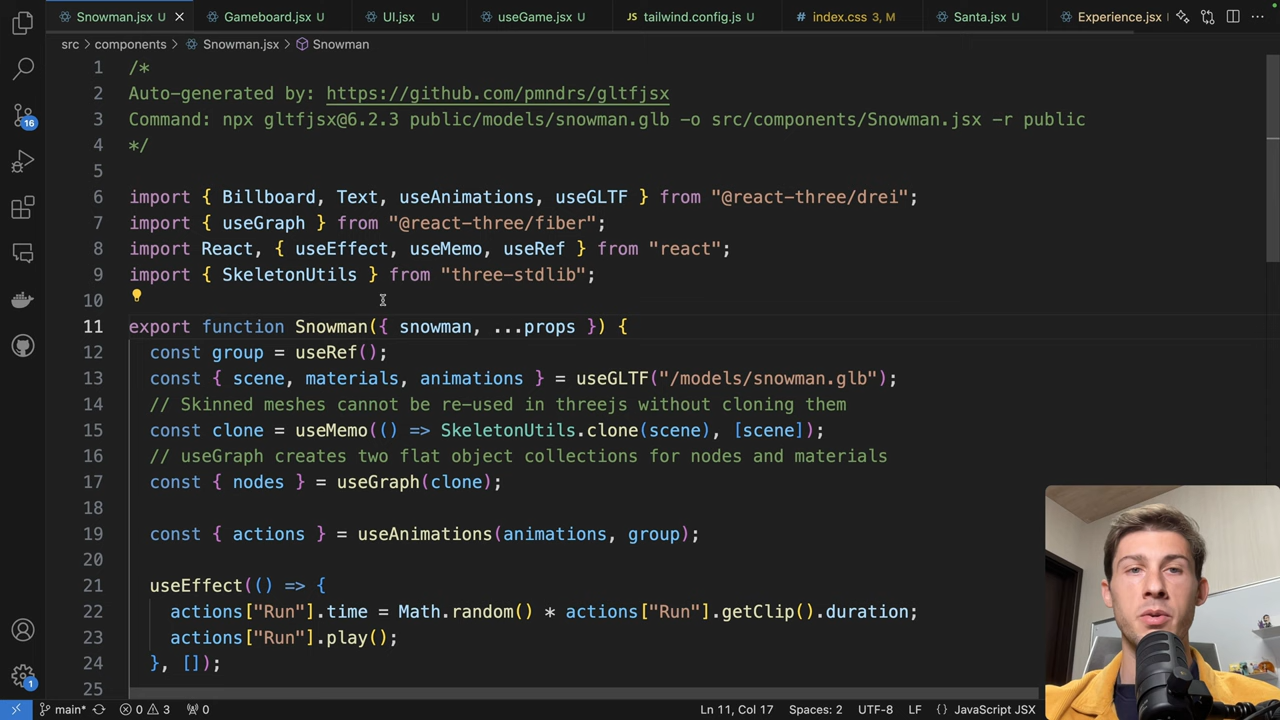 Snowman.jsx Gameboard.jsx U UI.jsx U useGame.jsx U JS tailwind.config.js U # index.css 3, M Santa.jsx U Experience.jsx
src > components > Snowman.jsx > Snowman
1 /*
2 Auto-generated by: https://github.com/pmndrs/gltfjsx
3 Command: npx gltfjsx@6.2.3 public/models/snowman.glb -o src/components/Snowman.jsx -r public
4 */
5
6 import { Billboard, Text, useAnimations, useGLTF } from "@react-three/drei";
7 import { useGraph } from "@react-three/fiber";
8 import React, { useEffect, useMemo, useRef } from "react";
9 import { SkeletonUtils } from "three-stdlib";
10
11 export function Snowman({ snowman, ...props }) {
12 const group = useRef();
13 const { scene, materials, animations } = useGLTF("/models/snowman.glb");
14 // Skinned meshes cannot be re-used in threejs without cloning them
15 const clone = useMemo(() => SkeletonUtils.clone(scene), [scene]);
16 // useGraph creates two flat object collections for nodes and materials
17 const { nodes } = useGraph(clone);
18
19 const { actions } = useAnimations(animations, group);
20
21 useEffect(() => {
22 actions["Run"].time = Math.random() * actions["Run"].getClip().duration;
23 actions["Run"].play();
24 }, []);
25
16
1
main* 0 3 0 Ln 11, Col 17 Spaces: 2 UTF-8 LF {} JavaScript JSX